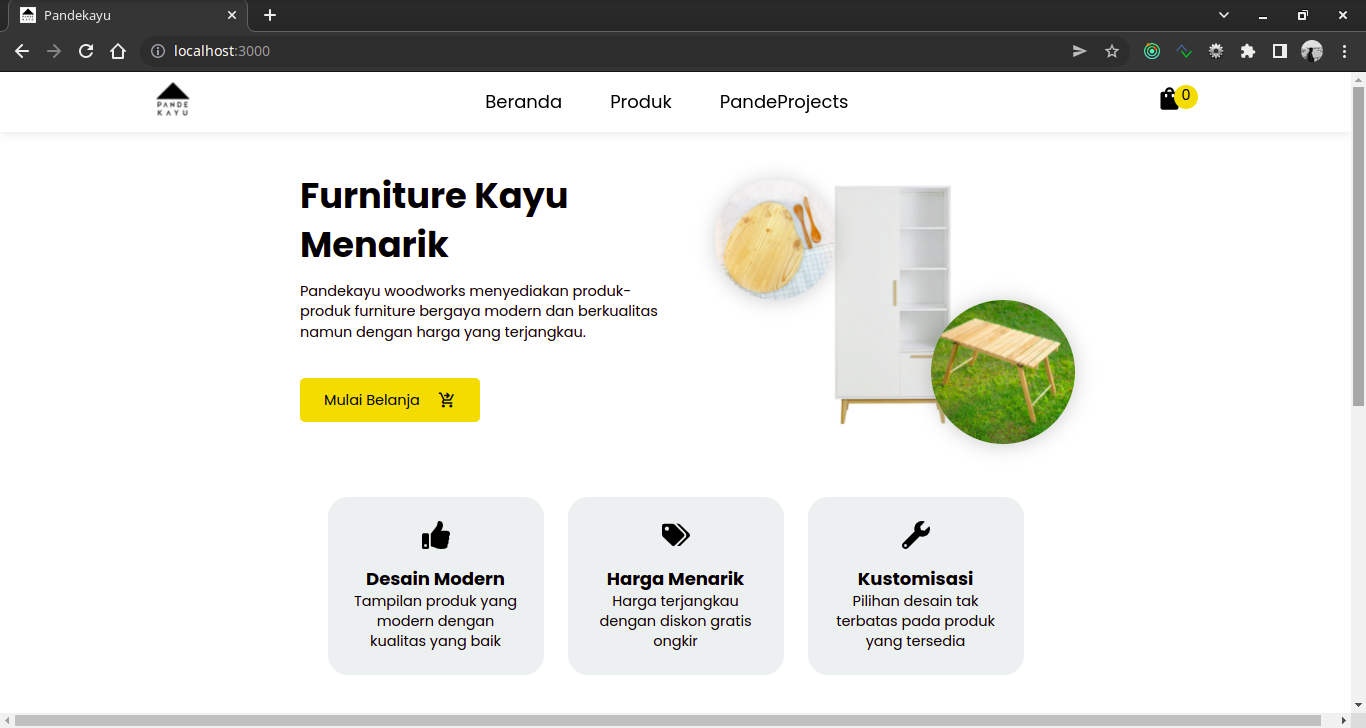 Pandekayu
localhost:3000
PANDE
KAYU
Beranda Produk PandeProjects 0
Furniture Kayu
Menarik
Pandekayu woodworks menyediakan produk-
produk furniture bergaya modern dan berkualitas
namun dengan harga yang terjangkau.
Mulai Belanja
Desain Modern
Tampilan produk yang
modern dengan
kualitas yang baik
Harga Menarik
Harga terjangkau
dengan diskon gratis
ongkir
Kustomisasi
Pilihan desain tak
terbatas pada produk
yang tersedia